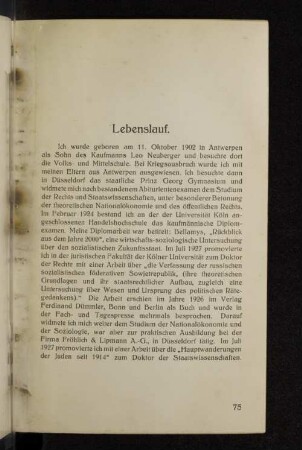 Lebenslauf.
Ich wurde geboren am 11. Oktober 1902 in Antwerpen
als Sohn des Kaufmannes Leo Neuberger und besuchte dort
die Volks- und Mittelschule. Bei Kriegsausbruch wurde ich mit
meinen Eltern aus Antwerpen ausgewiesen. Ich besuchte dann
in Düsseldorf das staatliche Prinz Georg Gymnasium und
widmete mich nach bestandenem Abiturientenexamen dem Studium
der Rechts- und Staatswissenschaften, unter besonderer Betonung
der theoretischen Nationalökonomie und des öffentlichen Rechts.
Im Februar 1924 bestand ich an der der Universität Köln an-
geschlossenen Handelshochschule das kaufmännische Diplom-
examen. Meine Diplomarbeit war betitelt: Bellamys, „Rückblick
aus dem Jahre 2000“, eine wirtschafts-soziologische Untersuchung
über den sozialistischen Zukunftsstaat. Im Juli 1927 promovierte
ich in der juristischen Fakultät der Kölner Universität zum Doktor
der Rechte mit einer Arbeit über „die Verfassung der russischen
sozialistischen föderativen Sowjetrepublik, (ihre theoretischen
Grundlagen und ihr staatsrechtlicher Aufbau, zugleich eine
Untersuchung über Wesen und Ursprung des politischen Räte-
gedankens).“ Die Arbeit erschien im Jahre 1926 im Verlag
Ferdinand Dümmler, Bonn und Berlin als Buch und wurde in
der Fach- und Tagespresse mehrmals besprochen. Darauf
widmete ich mich weiter dem Studium der Nationalökonomie und
der Soziologie, war aber zur praktischen Ausbildung bei der
Firma Fröhlich & Lipmann A.-G., in Düsseldorf tätig. Im Juli
1927 promovierte ich mit einer Arbeit über die „Hauptwanderungen
der Juden seit 1914“ zum Doktor der Staatswissenschaften.
75